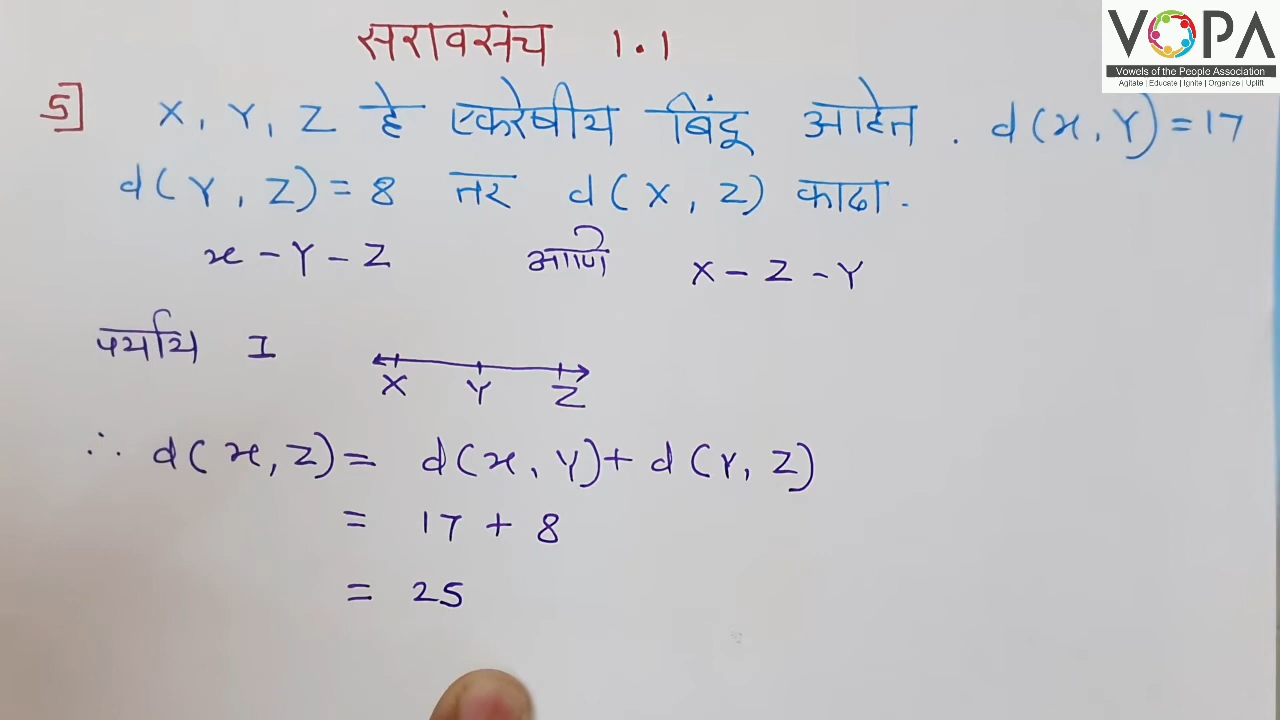 सरावसंच 1.1
VOPA
Vowels of the People Association
Agitate | Educate | Ignite | Organize | Uplift
5] X, Y, Z हे एकरेषीय बिंदू आहेत. d(x, Y)=17
d(Y, Z)=8 तर d(X, Z) काढा.
x-Y-Z आणि X-Z-Y
पर्याय I
X Y Z
∴ d(x, Z) = d(x, Y)+ d(Y, Z)
= 17 + 8
= 25